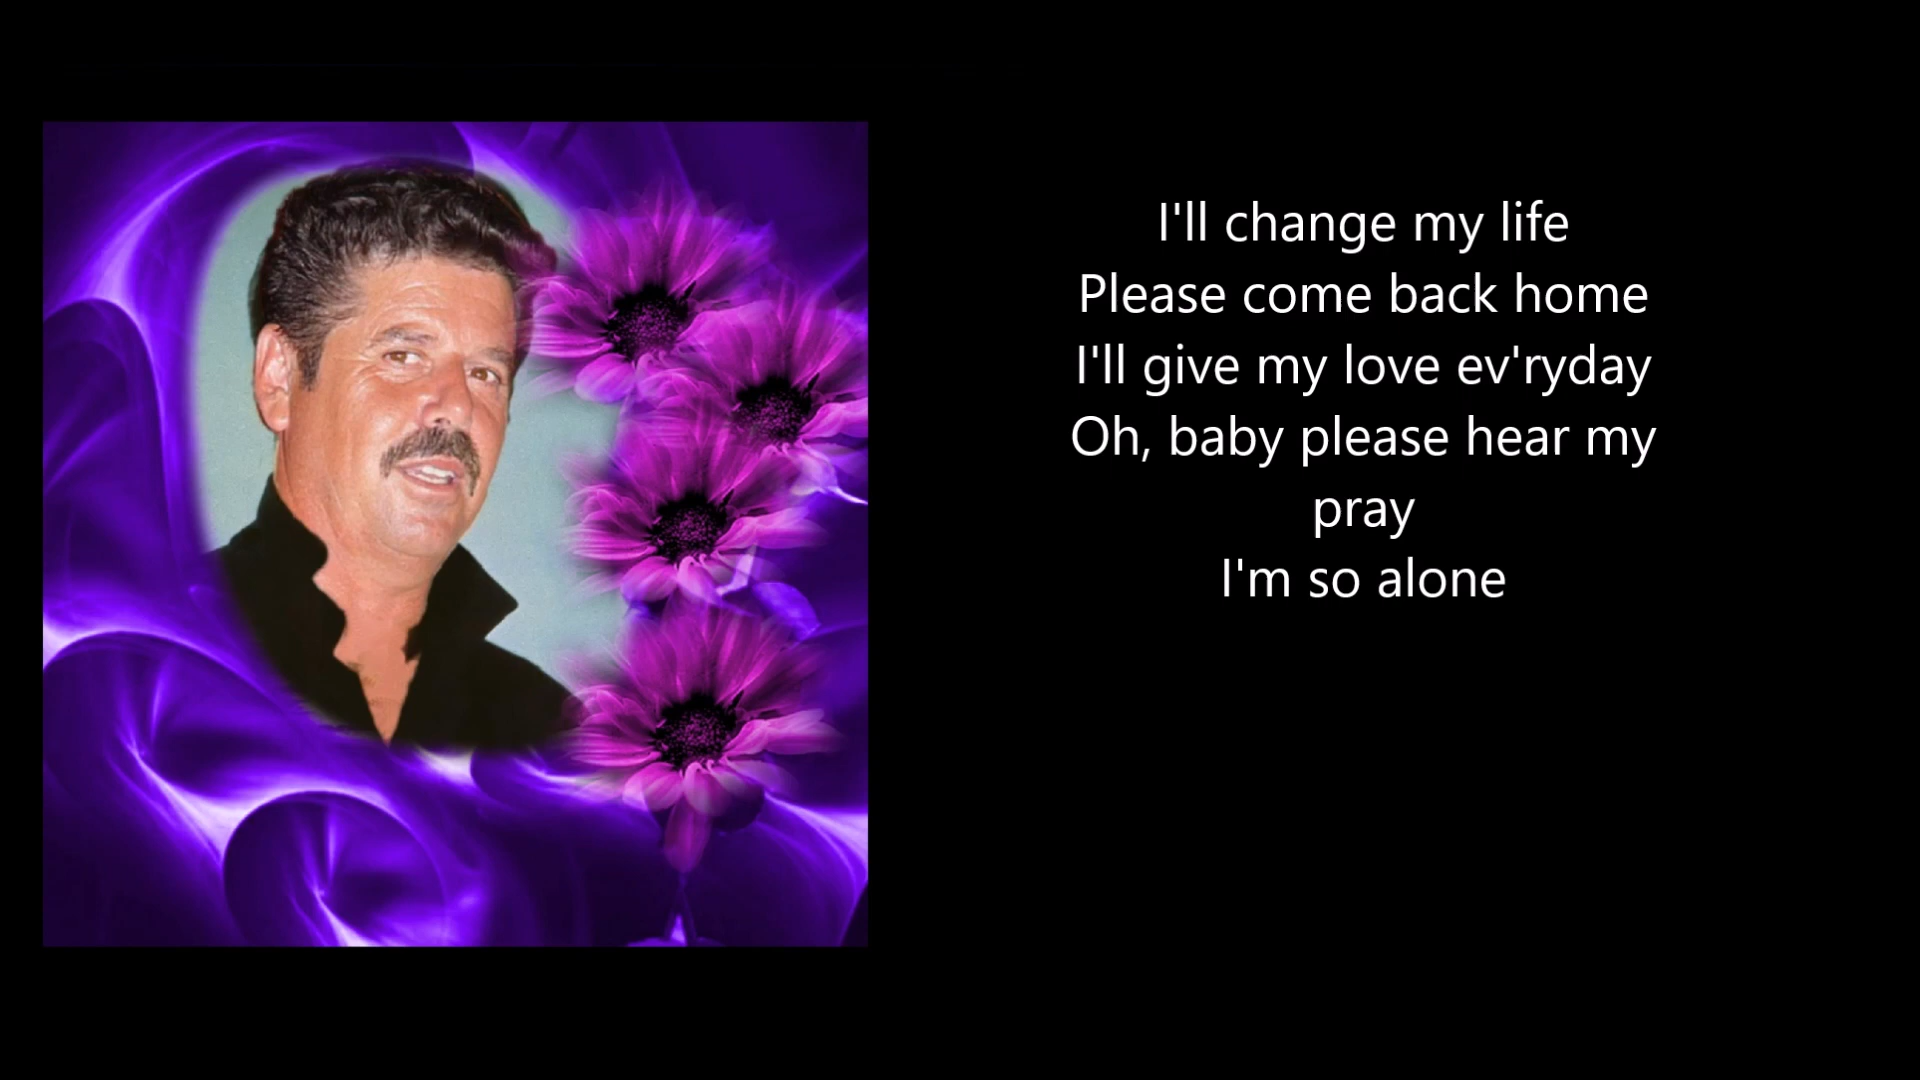 I'll change my life
Please come back home
I'll give my love ev'ryday
Oh, baby please hear my
pray
I'm so alone